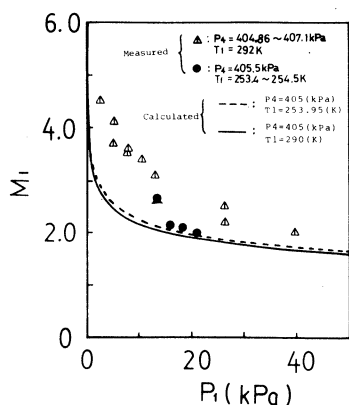 6.0
4.0
2.0
0
M1
Measured
: P4 = 404.86 ~ 407.1kPa
T1 = 292K
: P4 = 405.5kPa
T1 = 253.4 ~ 254.5K
Calculated
: P4=405(kPa)
T1=253.95(K)
: P4=405(kPa)
T1=290(K)
0 20 40
P1 (kPa)